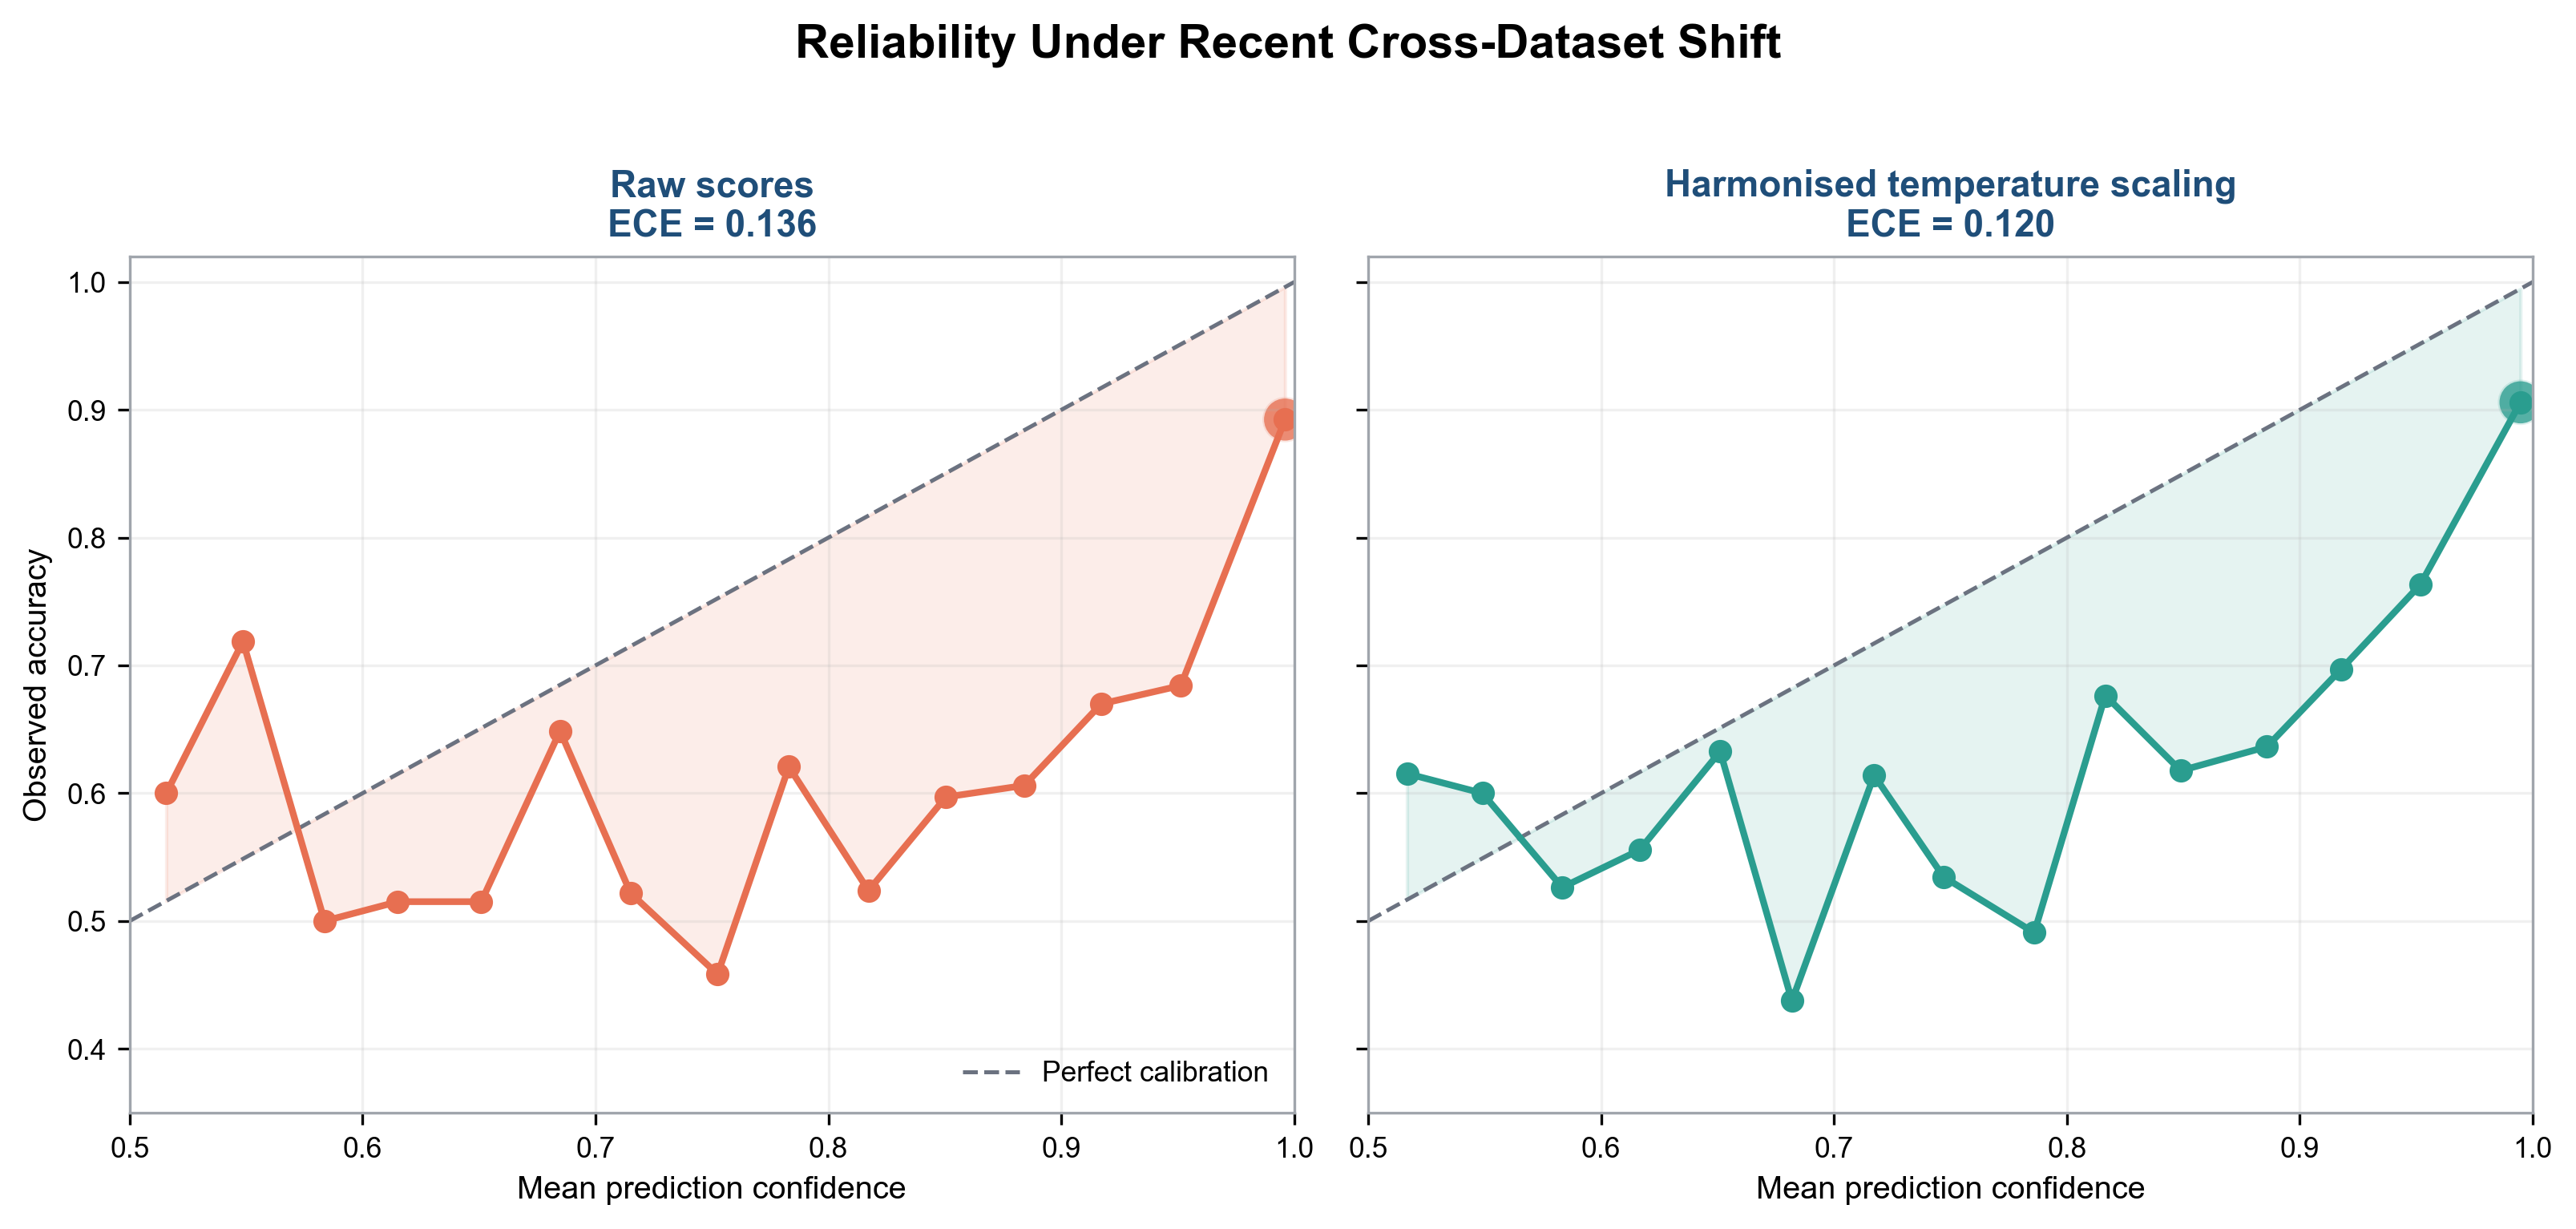 Reliability Under Recent Cross-Dataset Shift
Raw scores
ECE = 0.136
Observed accuracy
1.0
0.9
0.8
0.7
0.6
0.5
0.4
Perfect calibration
0.5 0.6 0.7 0.8 0.9 1.0
Mean prediction confidence
Harmonised temperature scaling
ECE = 0.120
0.5 0.6 0.7 0.8 0.9 1.0
Mean prediction confidence